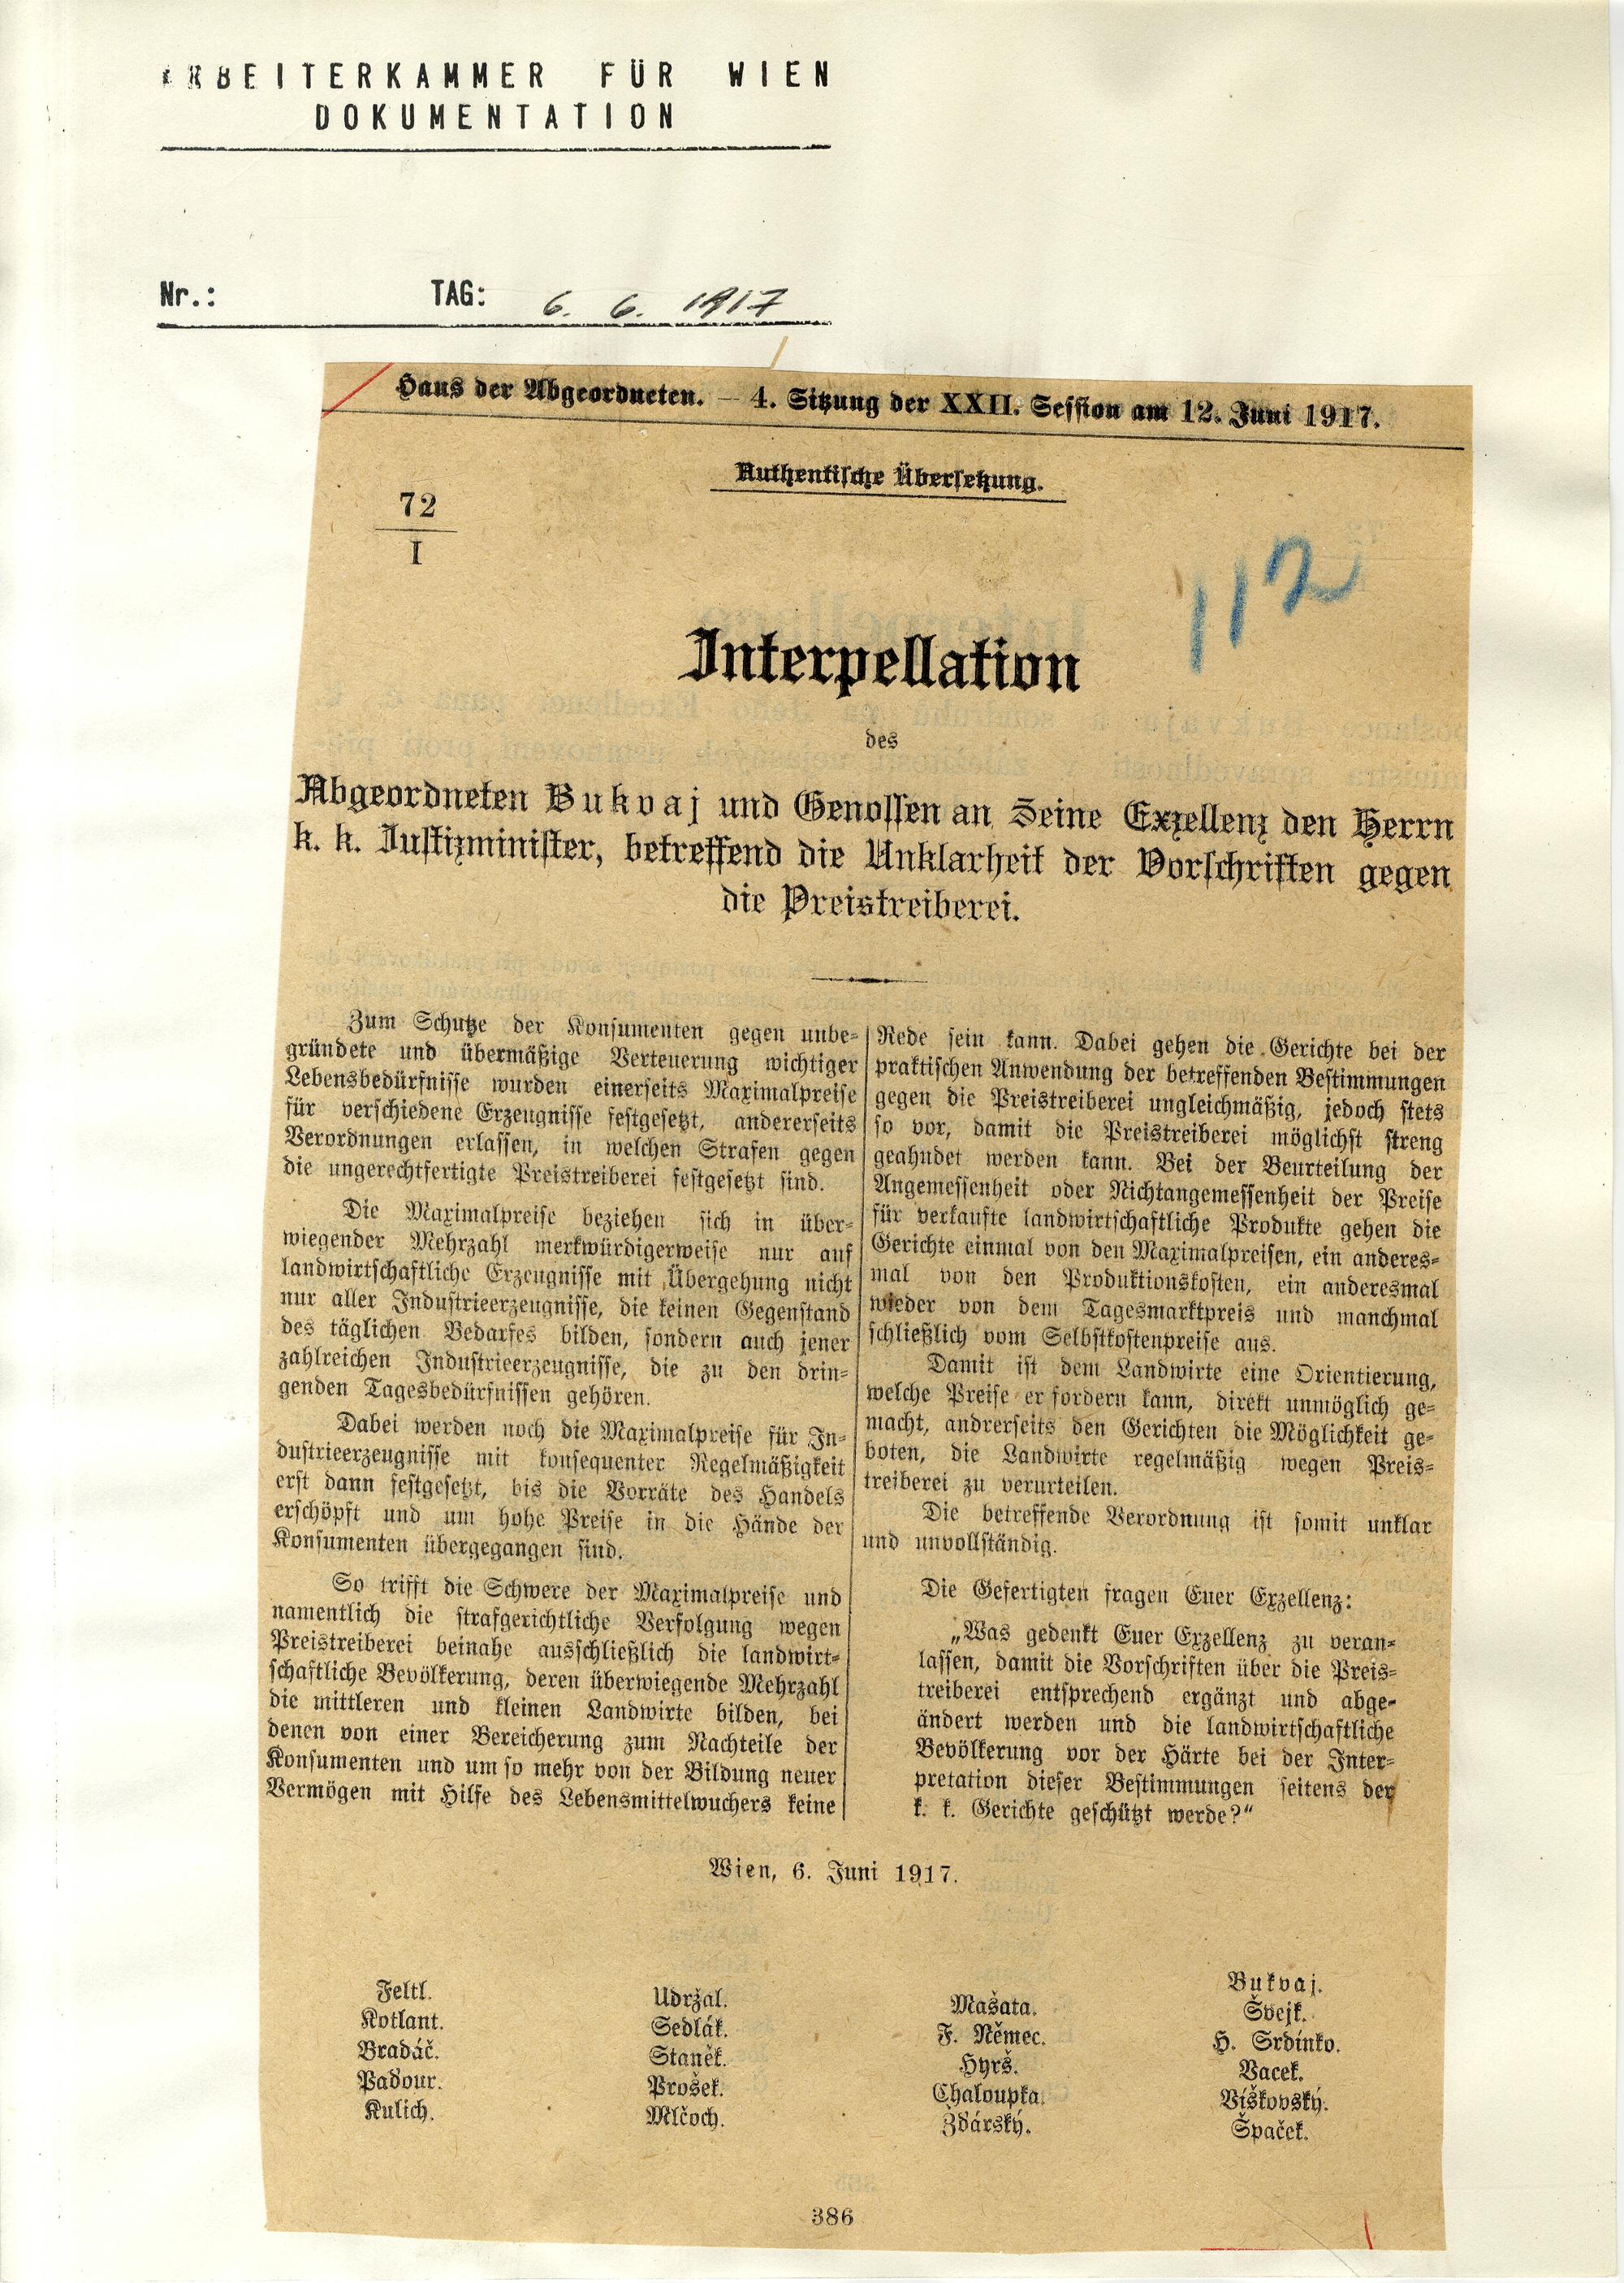 ARBEITERKAMMER FÜR WIEN
DOKUMENTATION
Nr.: TAG: 6. 6. 1917
Haus der Abgeordneten. — 4. Sitzung der XXII. Session am 12. Juni 1917.
Authentische Übersetzung.
72
I
112
Interpellation
des
Abgeordneten Bukvaj und Genossen an Seine Exzellenz den Herrn
k. k. Justizminister, betreffend die Unklarheit der Vorschriften gegen
die Preistreiberei.
Zum Schutze der Konsumenten gegen unbe-
gründete und übermäßige Verteuerung wichtiger
Lebensbedürfnisse wurden einerseits Maximalpreise
für verschiedene Erzeugnisse festgesetzt, andererseits
Verordnungen erlassen, in welchen Strafen gegen
die ungerechtfertigte Preistreiberei festgesetzt sind.
Die Maximalpreise beziehen sich in über-
wiegender Mehrzahl merkwürdigerweise nur auf
landwirtschaftliche Erzeugnisse mit Übergehung nicht
nur aller Industrieerzeugnisse, die keinen Gegenstand
des täglichen Bedarfes bilden, sondern auch jener
zahlreichen Industrieerzeugnisse, die zu den drin-
genden Tagesbedürfnissen gehören.
Dabei werden noch die Maximalpreise für In-
dustrieerzeugnisse mit konsequenter Regelmäßigkeit
erst dann festgesetzt, bis die Vorräte des Handels
erschöpft und um hohe Preise in die Hände der
Konsumenten übergegangen sind.
So trifft die Schwere der Maximalpreise und
namentlich die strafgerichtliche Verfolgung wegen
Preistreiberei beinahe ausschließlich die landwirt-
schaftliche Bevölkerung, deren überwiegende Mehrzahl
die mittleren und kleinen Landwirte bilden, bei
denen von einer Bereicherung zum Nachteile der
Konsumenten und um so mehr von der Bildung neuer
Vermögen mit Hilfe des Lebensmittelwuchers keine
Rede sein kann. Dabei gehen die Gerichte bei der
praktischen Anwendung der betreffenden Bestimmungen
gegen die Preistreiberei ungleichmäßig, jedoch stets
so vor, damit die Preistreiberei möglichst streng
geahndet werden kann. Bei der Beurteilung der
Angemessenheit oder Nichtangemessenheit der Preise
für verkaufte landwirtschaftliche Produkte gehen die
Gerichte einmal von den Maximalpreisen, ein anderes-
mal von den Produktionskosten, ein anderesmal
wieder von dem Tagesmarktpreis und manchmal
schließlich vom Selbstkostenpreise aus.
Damit ist dem Landwirte eine Orientierung,
welche Preise er fordern kann, direkt unmöglich ge-
macht, andrerseits den Gerichten die Möglichkeit ge-
boten, die Landwirte regelmäßig wegen Preis-
treiberei zu verurteilen.
Die betreffende Verordnung ist somit unklar
und unvollständig.
Die Gefertigten fragen Euer Exzellenz:
„Was gedenkt Euer Exzellenz zu veran-
lassen, damit die Vorschriften über die Preis-
treiberei entsprechend ergänzt und abge-
ändert werden und die landwirtschaftliche
Bevölkerung vor der Härte bei der Inter-
pretation dieser Bestimmungen seitens der
k. k. Gerichte geschützt werde?“
Wien, 6. Juni 1917.
Feltl.
Kotlant.
Bradáč.
Padour.
Kulich.
Udržal.
Sedlák.
Staněk.
Prošek.
Mlčoch.
Mašata.
F. Němec.
Hyrš.
Chaloupka.
Žďárský.
Bukvaj.
Švejk.
H. Srdínko.
Vacek.
Víškovský.
Špaček.
386